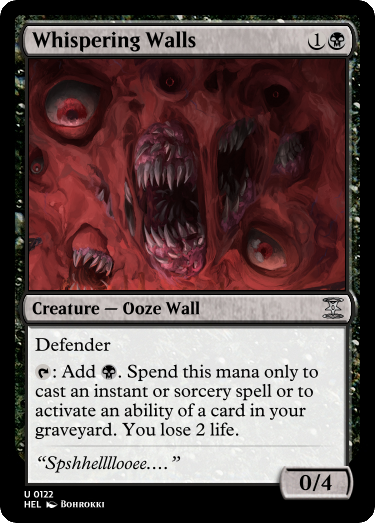 Whispering Walls 1
Creature — Ooze Wall
Defender
: Add . Spend this mana only to
cast an instant or sorcery spell or to
activate an ability of a card in your
graveyard. You lose 2 life.
“Spshhellllooee....”
0/4
U 0122
HEL Bohrokki